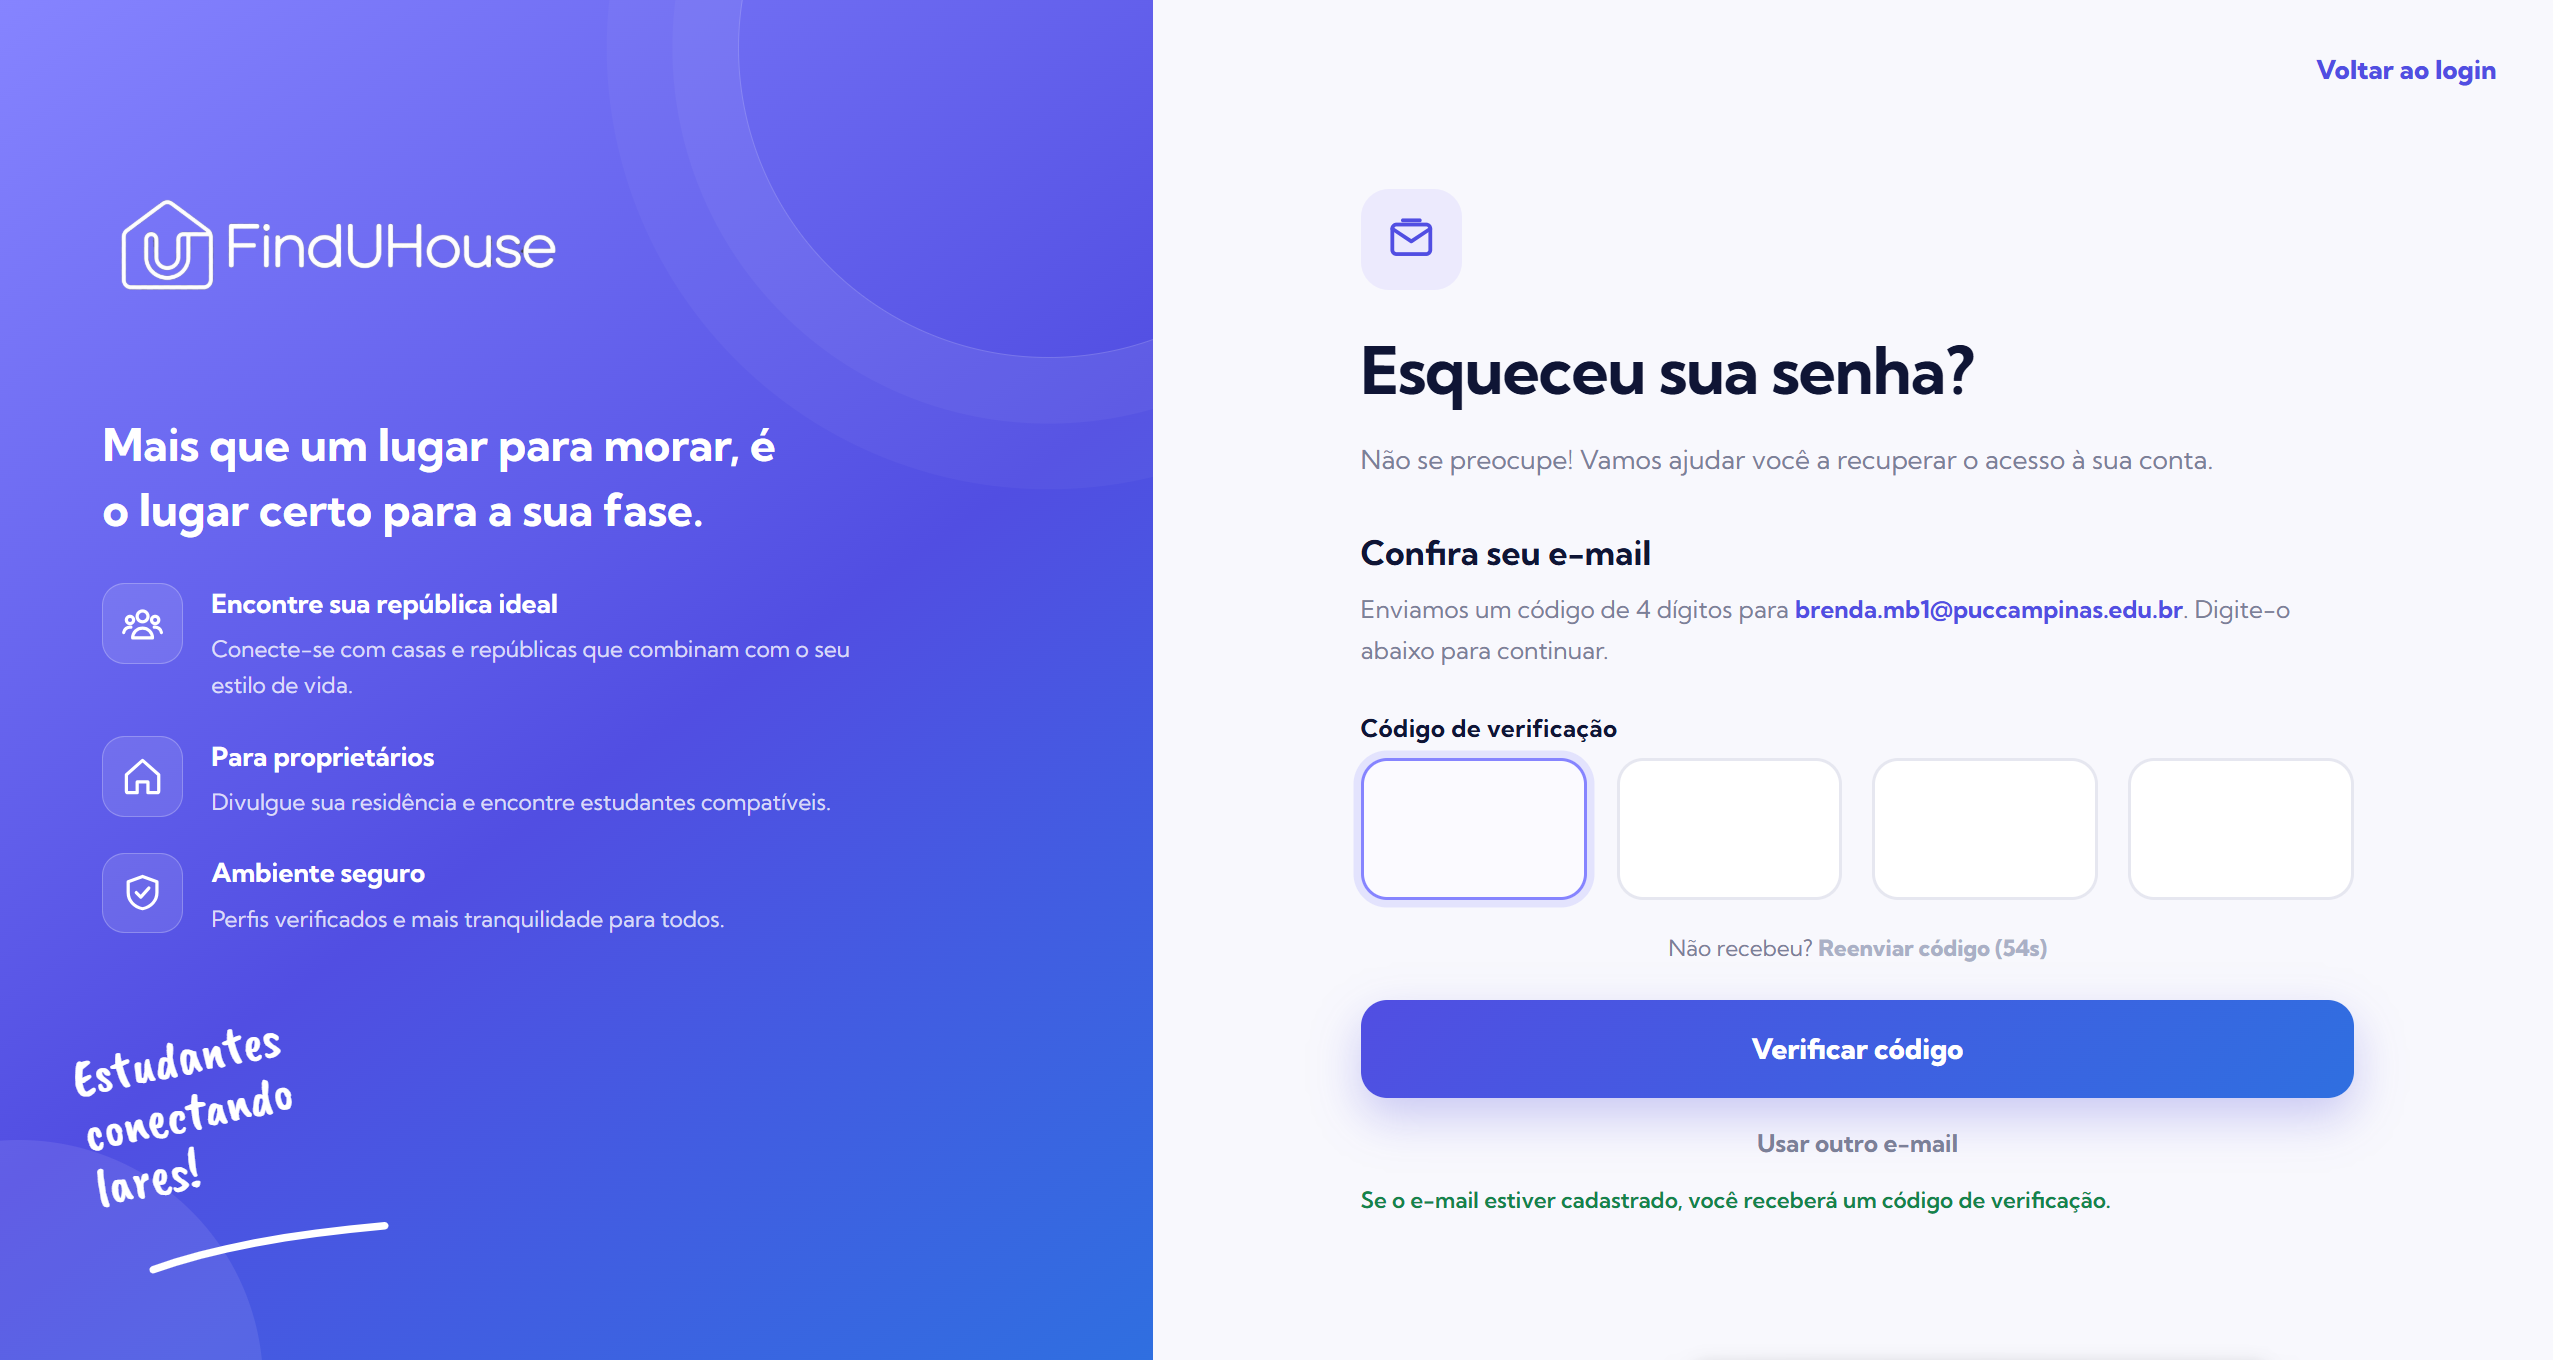 FindUHouse
Mais que um lugar para morar, é
o lugar certo para a sua fase.
Encontre sua república ideal
Conecte-se com casas e repúblicas que combinam com o seu
estilo de vida.
Para proprietários
Divulgue sua residência e encontre estudantes compatíveis.
Ambiente seguro
Perfis verificados e mais tranquilidade para todos.
Estudantes
conectando
lares!
Voltar ao login
Esqueceu sua senha?
Não se preocupe! Vamos ajudar você a recuperar o acesso à sua conta.
Confira seu e-mail
Enviamos um código de 4 dígitos para brenda.mb1@puccampinas.edu.br. Digite-o
abaixo para continuar.
Código de verificação
Não recebeu? Reenviar código (54s)
Verificar código
Usar outro e-mail
Se o e-mail estiver cadastrado, você receberá um código de verificação.